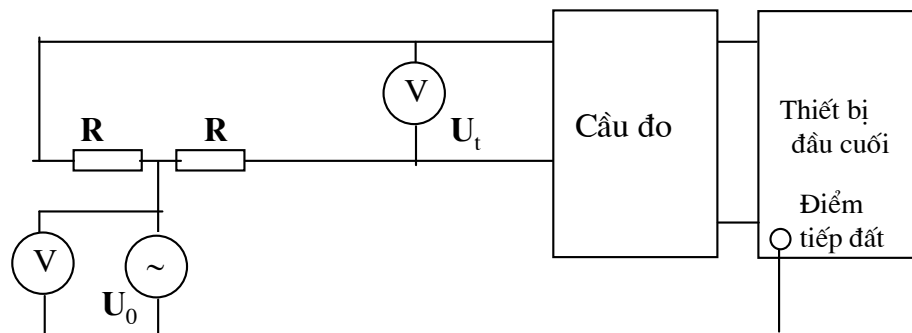 V
R
R
U_t
Cầu đo
Thiết bị
đầu cuối
Điểm
tiếp đất
V
~
U_0